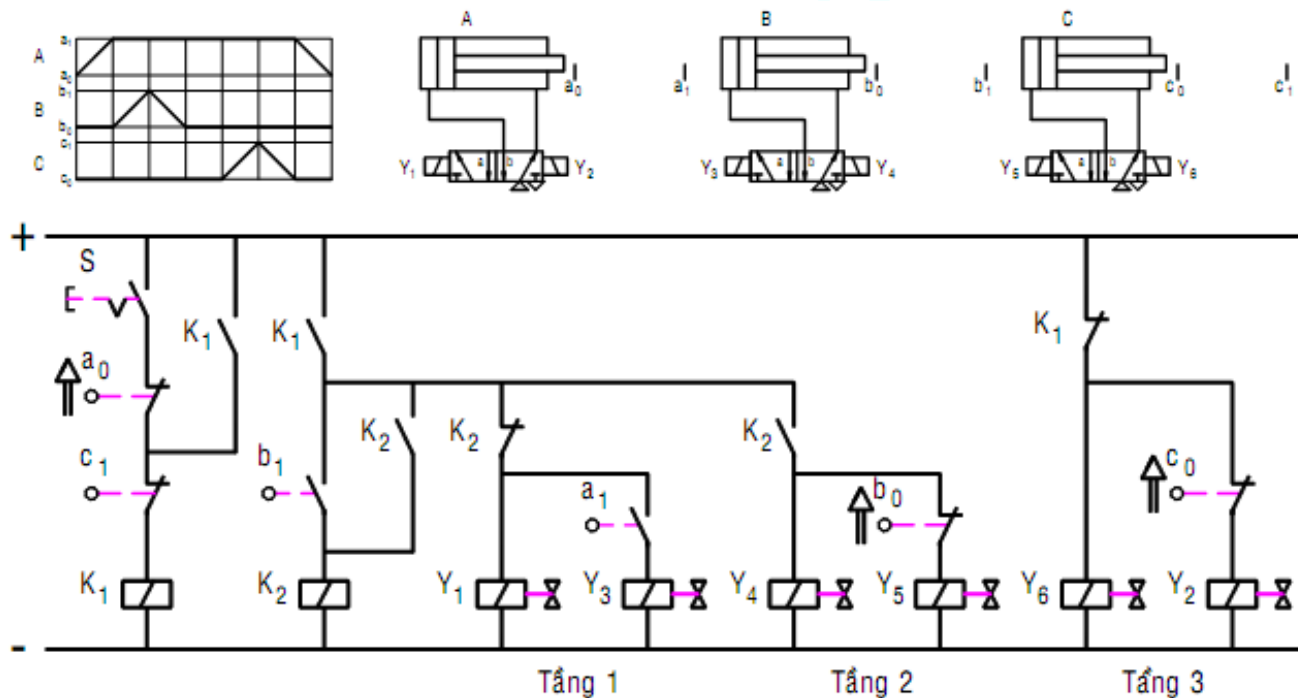 A B C
A a₁
a₀
B b₁
b₀
C c₁
c₀
a₀ a₁ b₀ b₁ c₀ c₁
Y₁ a b Y₂ Y₃ a b Y₄ Y₅ a b Y₆
+
S
K₁ K₁ K₁
a₀
K₂ K₂ K₂
c₁ b₁ a₁ b₀ c₀
K₁ K₂ Y₁ Y₃ Y₄ Y₅ Y₆ Y₂
-
Tầng 1 Tầng 2 Tầng 3